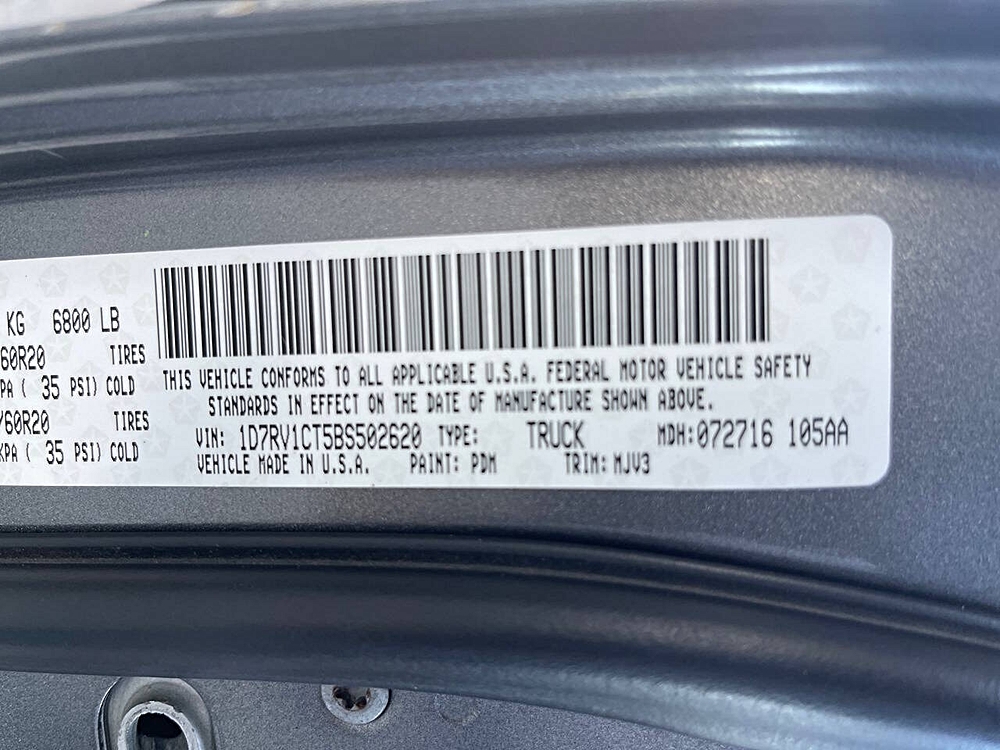 KG 6800 LB
60R20 TIRES
PA ( 35 PSI) COLD
/60R20 TIRES
KPA ( 35 PSI) COLD
THIS VEHICLE CONFORMS TO ALL APPLICABLE U.S.A. FEDERAL MOTOR VEHICLE SAFETY
STANDARDS IN EFFECT ON THE DATE OF MANUFACTURE SHOWN ABOVE.
VIN: 1D7RV1CT5BS502620 TYPE: TRUCK MDH:072716 105AA
VEHICLE MADE IN U.S.A. PAINT: PDM TRIM: MJV3